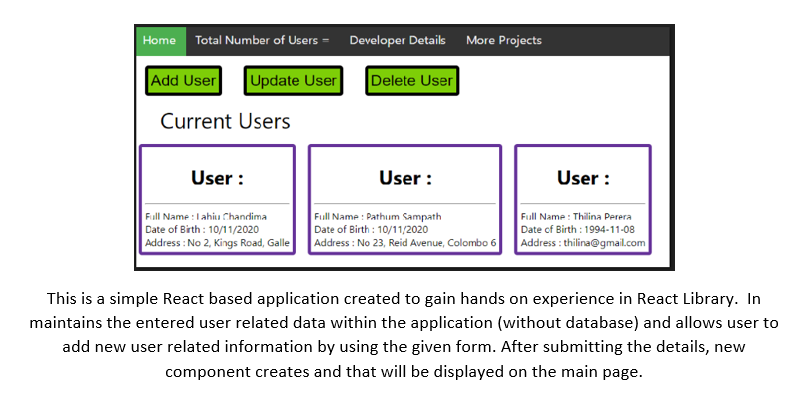 Home Total Number of Users = Developer Details More Projects
Add User Update User Delete User
Current Users
User : User : User :
Full Name : Lahiu Chandima Full Name : Pathum Sampath Full Name : Thilina Perera
Date of Birth : 10/11/2020 Date of Birth : 10/11/2020 Date of Birth : 1994-11-08
Address : No 2, Kings Road, Galle Address : No 23, Reid Avenue, Colombo 6 Address : thilina@gmail.com
This is a simple React based application created to gain hands on experience in React Library. In
maintains the entered user related data within the application (without database) and allows user to
add new user related information by using the given form. After submitting the details, new
component creates and that will be displayed on the main page.